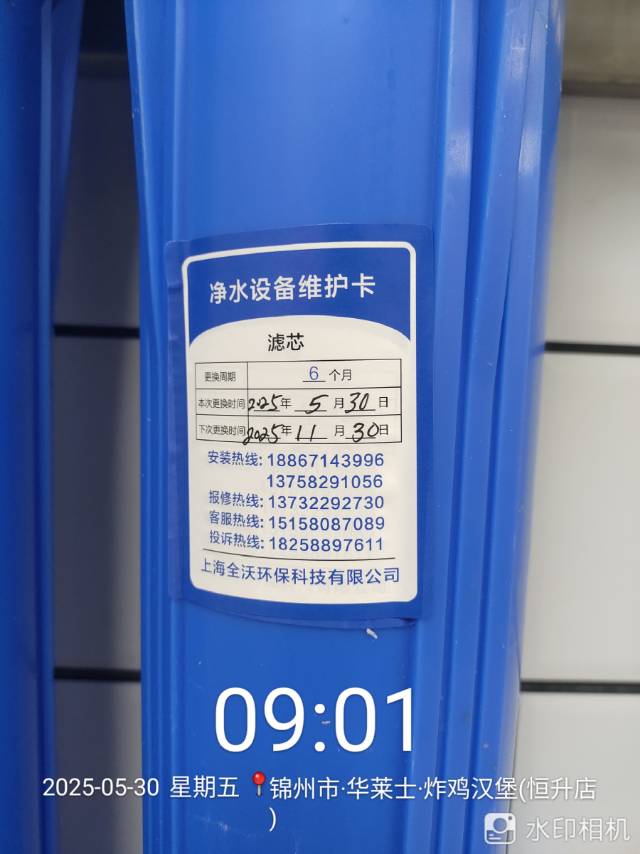 净水设备维护卡
滤芯
更换周期 6 个月
本次更换时间 2025年 5 月 30 日
下次更换时间 2025年 11 月 30日
安装热线: 18867143996
13758291056
报修热线: 13732292730
客服热线: 15158087089
投诉热线: 18258897611
上海全沃环保科技有限公司
09:01
2025-05-30 星期五 📍锦州市·华莱士·炸鸡汉堡(恒升店
)
水印相机